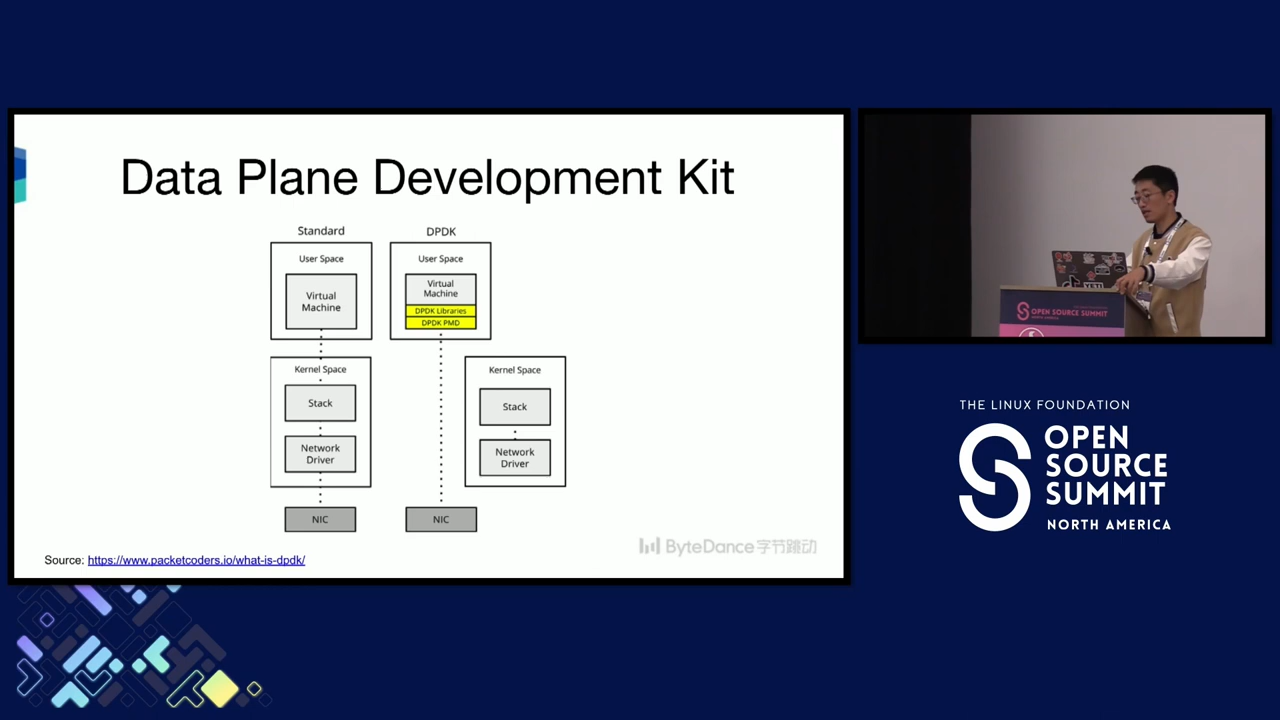 Data Plane Development Kit
Standard
User Space
Virtual
Machine
Kernel Space
Stack
Network
Driver
NIC
DPDK
User Space
Virtual
Machine
DPDK Libraries
DPDK PMD
NIC
Kernel Space
Stack
Network
Driver
Source: https://www.packetcoders.io/what-is-dpdk/
ByteDance字节跳动
OPEN SOURCE SUMMIT
THE LINUX FOUNDATION
OPEN
SOURCE
SUMMIT
NORTH AMERICA